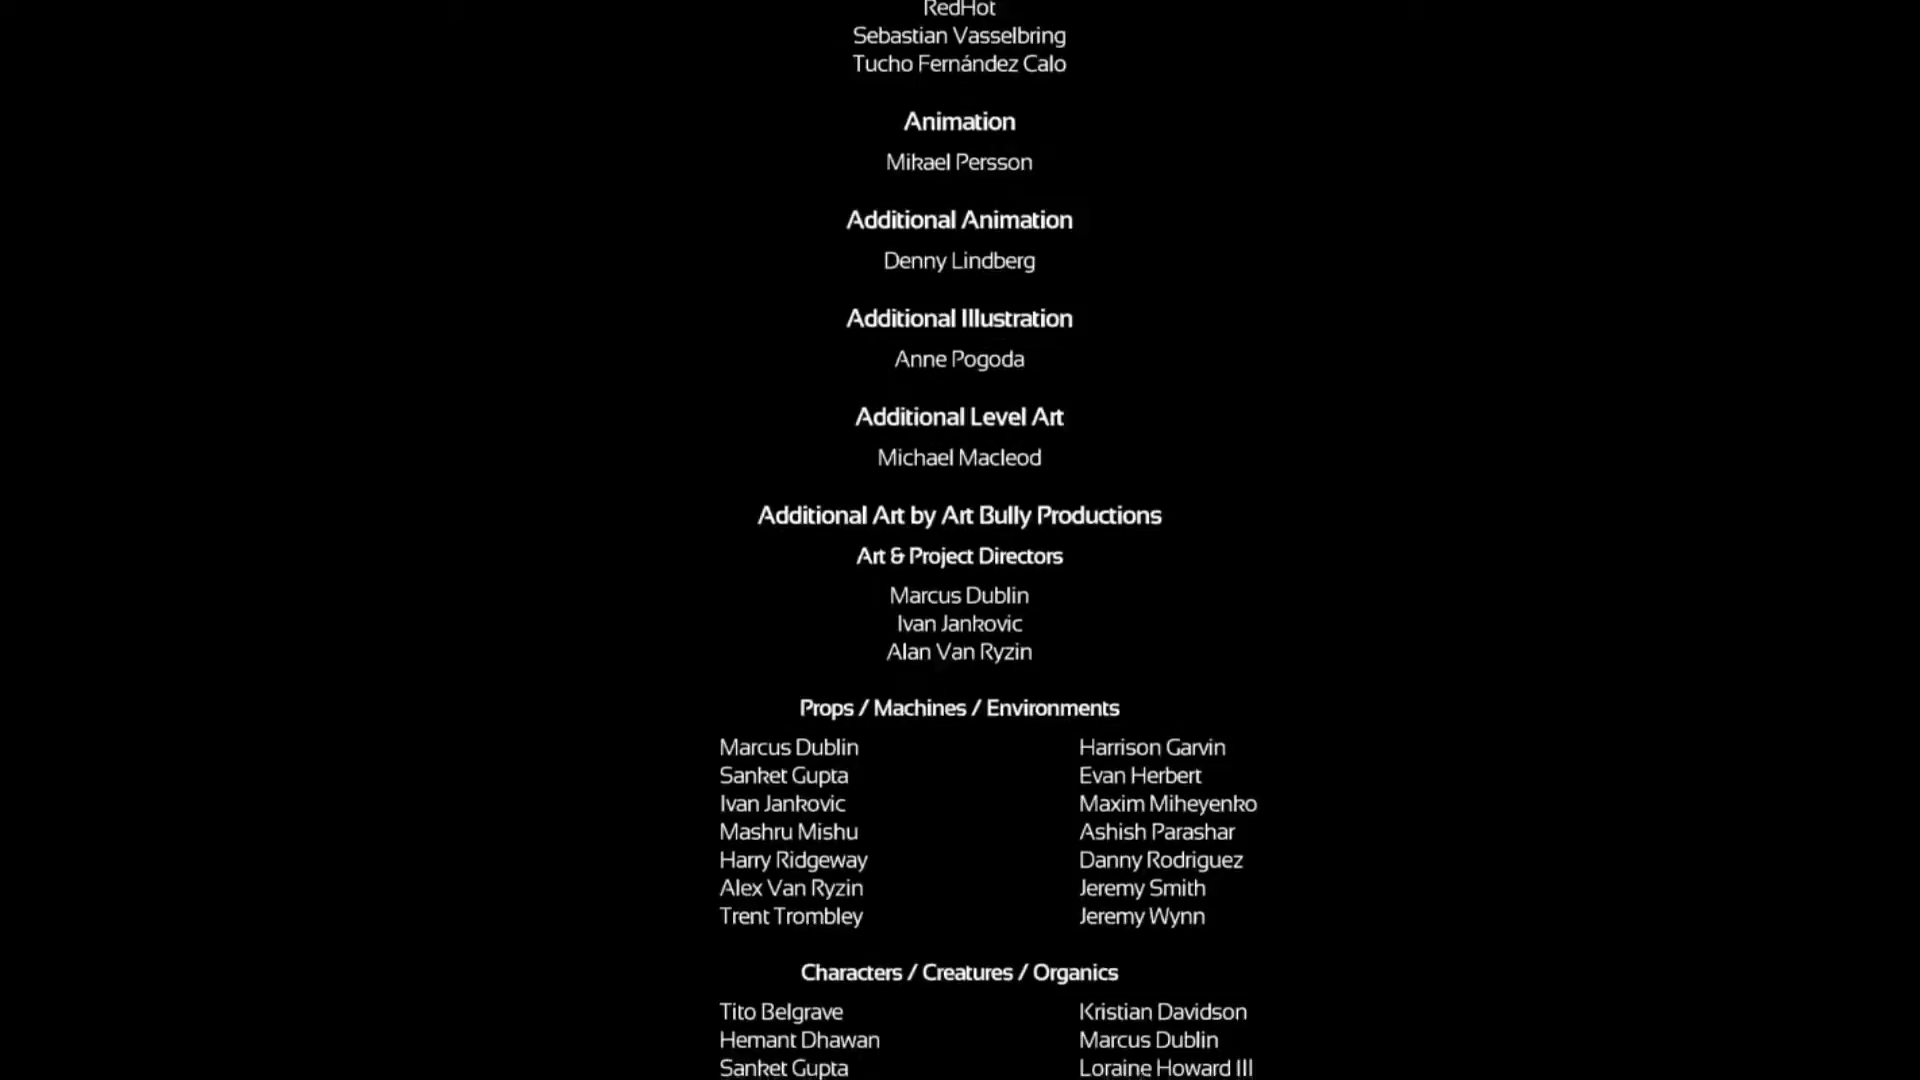 RedHot
Sebastian Vasselbring
Tucho Fernández Calo
Animation
Mikael Persson
Additional Animation
Denny Lindberg
Additional Illustration
Anne Pogoda
Additional Level Art
Michael Macleod
Additional Art by Art Bully Productions
Art & Project Directors
Marcus Dublin
Ivan Jankovic
Alan Van Ryzin
Props / Machines / Environments
Marcus Dublin Harrison Garvin
Sanket Gupta Evan Herbert
Ivan Jankovic Maxim Miheyenko
Mashru Mishu Ashish Parashar
Harry Ridgeway Danny Rodriguez
Alex Van Ryzin Jeremy Smith
Trent Trombley Jeremy Wynn
Characters / Creatures / Organics
Tito Belgrave Kristian Davidson
Hemant Dhawan Marcus Dublin
Sanket Gupta Loraine Howard III